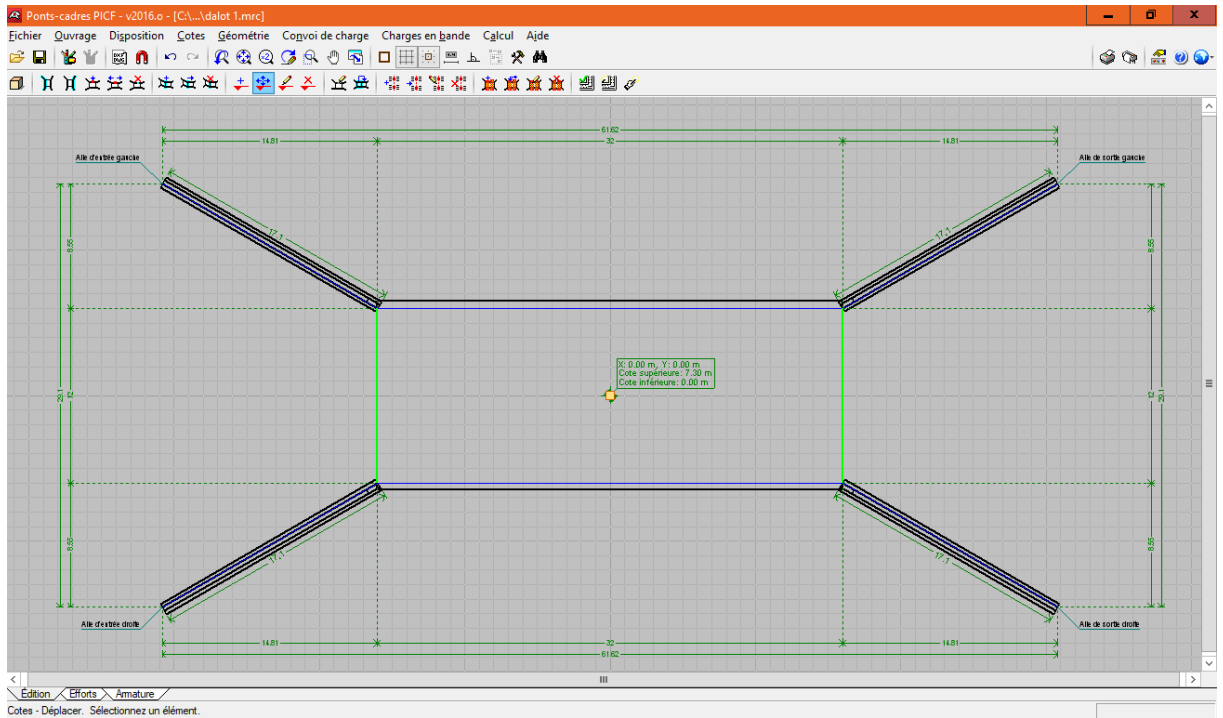 Ponts-cadres PICF - v2016.o - [C:\...\dalot 1.mrc]
Fichier Ouvrage Disposition Cotes Géométrie Convoi de charge Charges en bande Calcul Ajde
61.62
14.81 32 14.81
Aile d'entrée gauche
Aile de sortie gauche
17.1
17.1
8.55
8.55
X: 0.00 m, Y: 0.00 m
Cote supérieure: 7.30 m
Cote inférieure: 0.00 m
29.1 12
12 29.1
8.55
8.55
17.1
17.1
Aile d'entrée droite
Aile de sortie droite
14.81 32 14.81
61.62
Édition Efforts Armature
Cotes - Déplacer. Sélectionnez un élément.